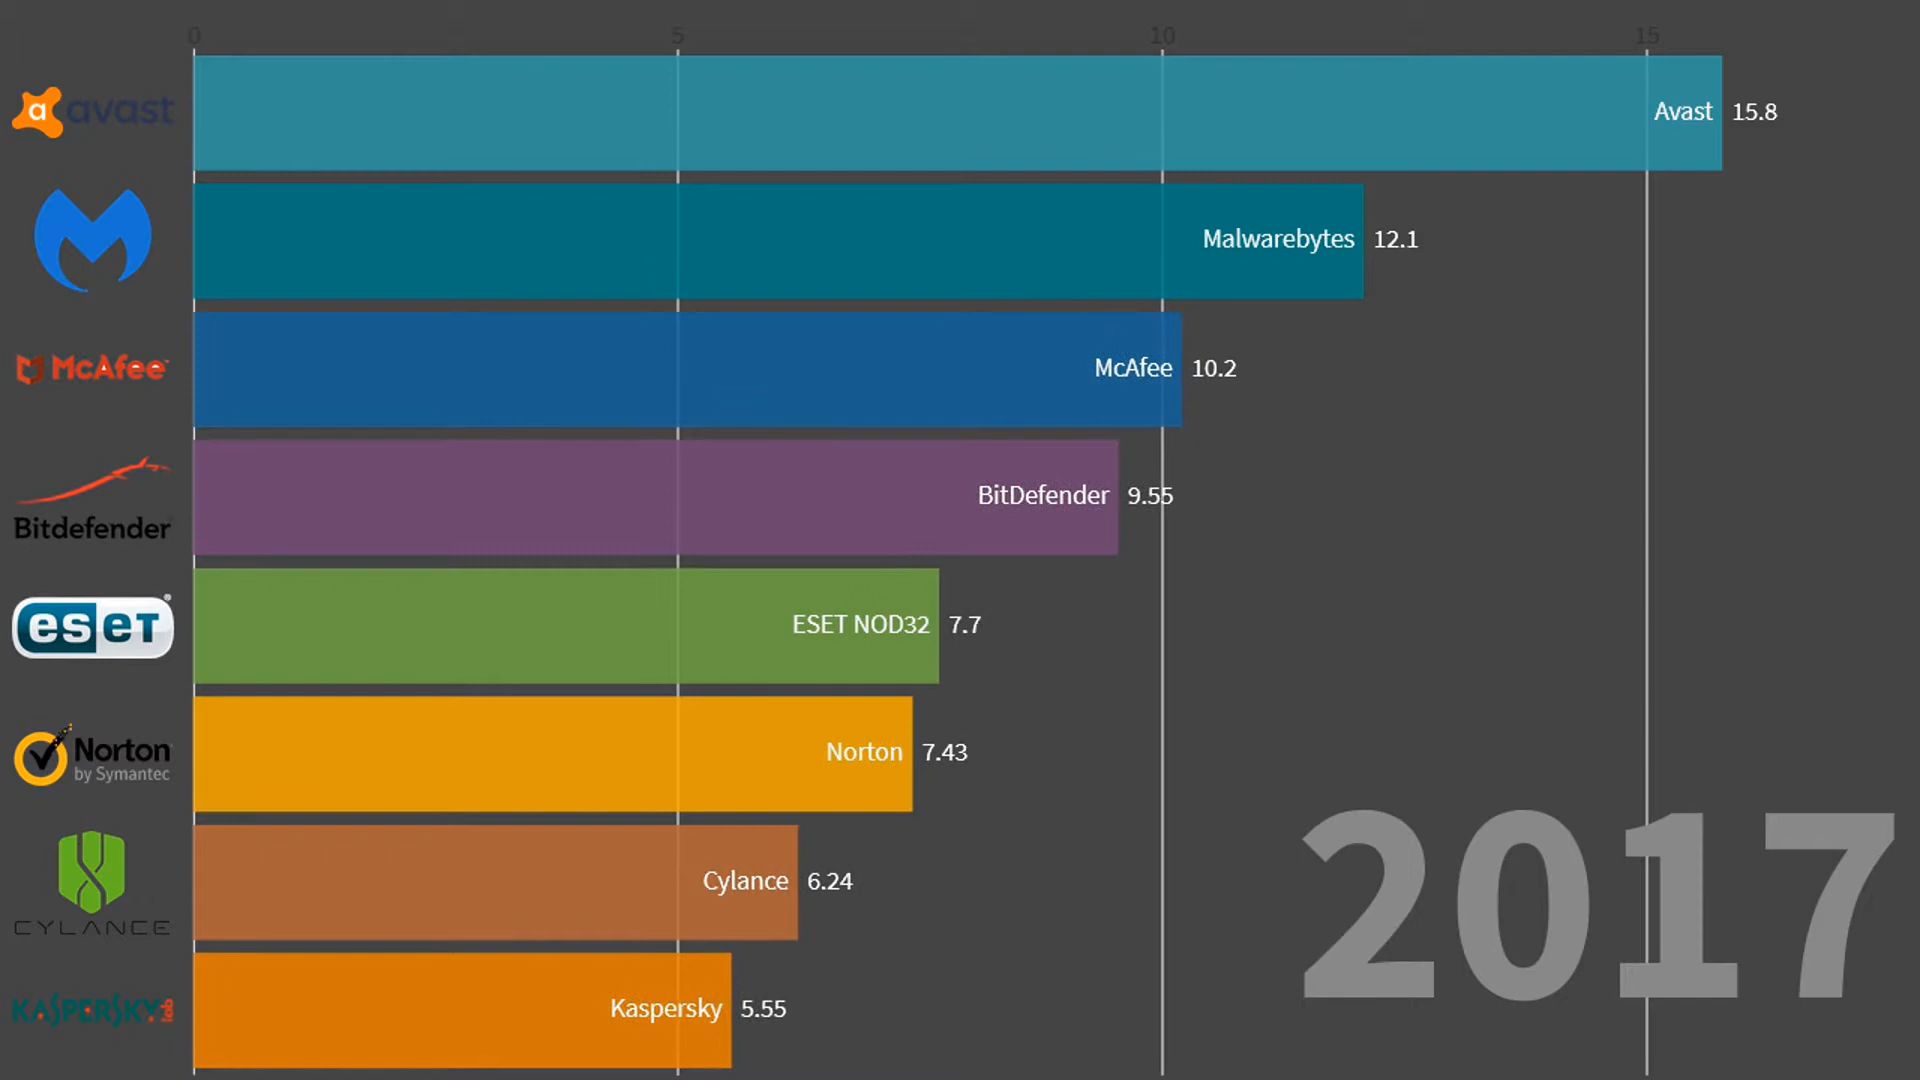 0 5 10 15
avast
Avast 15.8
Malwarebytes 12.1
McAfee
McAfee 10.2
Bitdefender
BitDefender 9.55
eseT
ESET NOD32 7.7
Norton
by Symantec
Norton 7.43
CYLANCE
Cylance 6.24
KASPERSKY lab
Kaspersky 5.55
2017